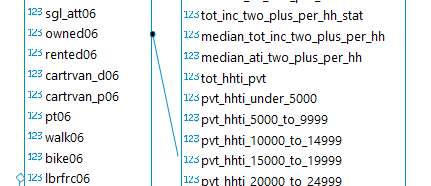 123 sgl_att06
123 owned06
123 rented06
123 cartrvan_d06
123 cartrvan_p06
123 pt06
123 walk06
123 bike06
123 lbrfrc06
123 tot_inc_two_plus_per_hh_stat
123 median_tot_inc_two_plus_per_hh
123 median_ati_two_plus_per_hh
123 tot_hhti_pvt
123 pvt_hhti_under_5000
123 pvt_hhti_5000_to_9999
123 pvt_hhti_10000_to_14999
123 pvt_hhti_15000_to_19999
123 pvt_hhti_20000_to_24999